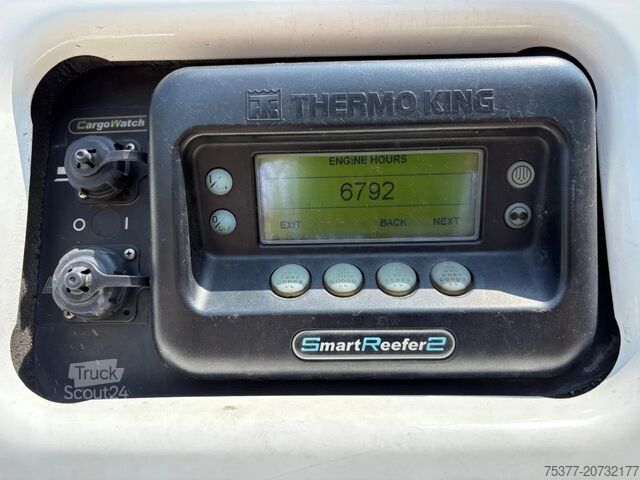 THERMO KING
CargoWatch
ENGINE HOURS
6792
EXIT BACK NEXT
O I
SmartReefer2
Truck
Scout24
75377-20732177